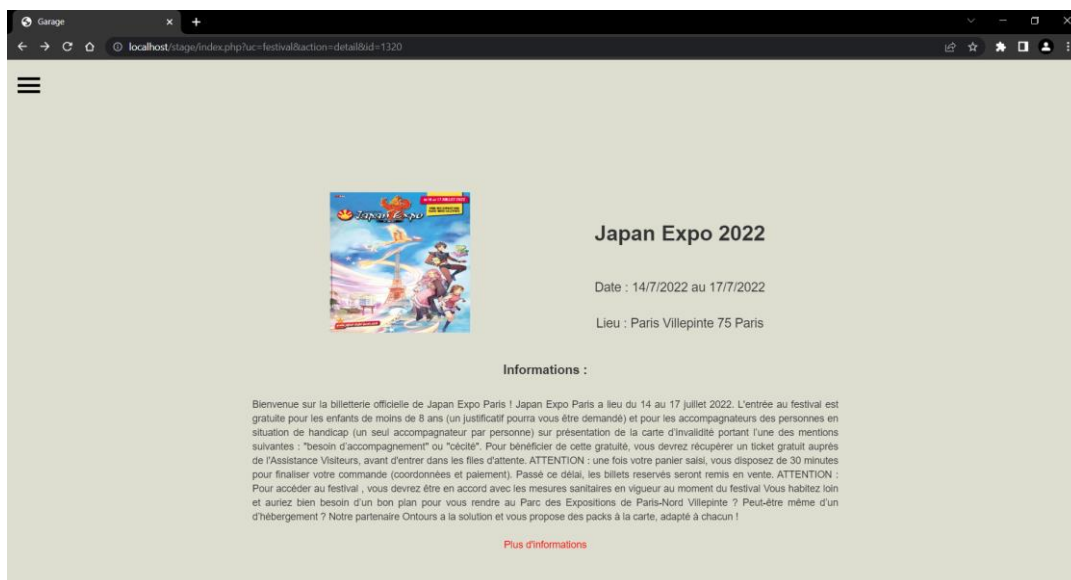 Garage
localhost/stage/index.php?uc=festival&action=detail&id=1320
Japan Expo
Japan Expo 2022
Date : 14/7/2022 au 17/7/2022
Lieu : Paris Villepinte 75 Paris
Informations :
Bienvenue sur la billetterie officielle de Japan Expo Paris ! Japan Expo Paris a lieu du 14 au 17 juillet 2022. L'entrée au festival est
gratuite pour les enfants de moins de 8 ans (un justificatif pourra vous être demandé) et pour les accompagnateurs des personnes en
situation de handicap (un seul accompagnateur par personne) sur présentation de la carte d'invalidité portant l'une des mentions
suivantes : "besoin d'accompagnement" ou "cécité". Pour bénéficier de cette gratuité, vous devrez récupérer un ticket gratuit auprès
de l'Assistance Visiteurs, avant d'entrer dans les files d'attente. ATTENTION : une fois votre panier saisi, vous disposez de 30 minutes
pour finaliser votre commande (coordonnées et paiement). Passé ce délai, les billets reservés seront remis en vente. ATTENTION :
Pour accéder au festival , vous devrez être en accord avec les mesures sanitaires en vigueur au moment du festival Vous habitez loin
et auriez bien besoin d'un bon plan pour vous rendre au Parc des Expositions de Paris-Nord Villepinte ? Peut-être même d'un
d'hébergement ? Notre partenaire Ontours a la solution et vous propose des packs à la carte, adapté à chacun !
Plus d'informations